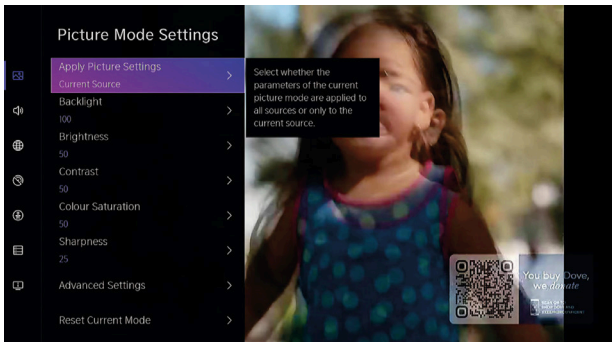 Picture Mode Settings
Apply Picture Settings
Current Source
Select whether the
parameters of the current
picture mode are applied to
all sources or only to the
current source.
Backlight
100
Brightness
50
Contrast
50
Colour Saturation
50
Sharpness
25
Advanced Settings
Reset Current Mode
You buy Dove,
we donate